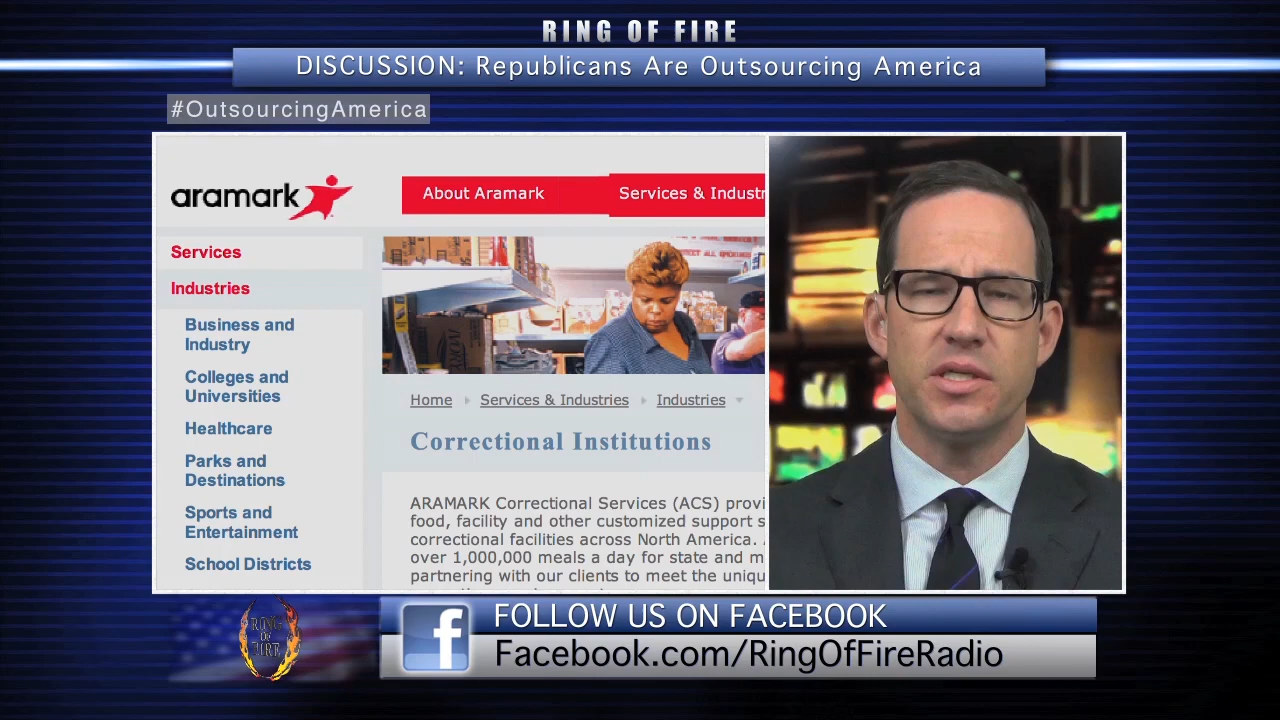 RING OF FIRE
DISCUSSION: Republicans Are Outsourcing America
#OutsourcingAmerica
aramark
About Aramark
Services & Industr
Services
Industries
Business and
Industry
Colleges and
Universities
Healthcare
Parks and
Destinations
Sports and
Entertainment
School Districts
Home
Services & Industries
Industries
Correctional Institutions
ARAMARK Correctional Services (ACS) provi
food, facility and other customized support s
correctional facilities across North America.
over 1,000,000 meals a day for state and m
partnering with our clients to meet the uniqu
RING
OF
FIRE
f
FOLLOW US ON FACEBOOK
Facebook.com/RingOfFireRadio